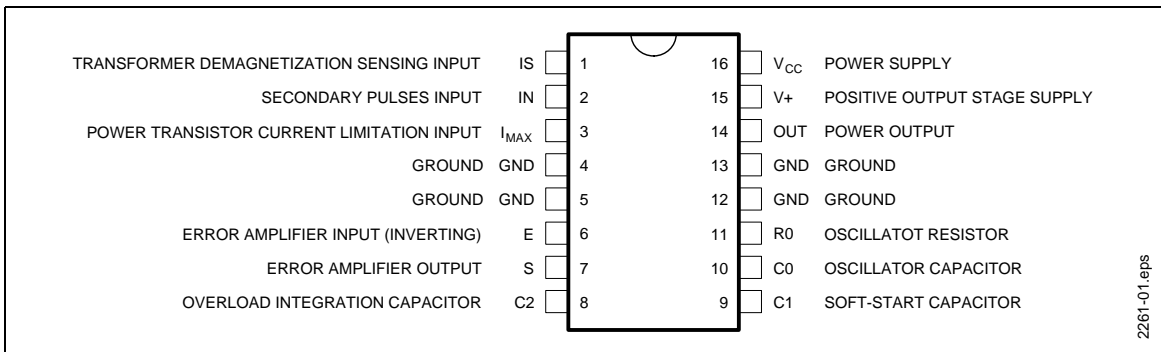 TRANSFORMER DEMAGNETIZATION SENSING INPUT IS 1 16 VCC POWER SUPPLY
SECONDARY PULSES INPUT IN 2 15 V+ POSITIVE OUTPUT STAGE SUPPLY
POWER TRANSISTOR CURRENT LIMITATION INPUT IMAX 3 14 OUT POWER OUTPUT
GROUND GND 4 13 GND GROUND
GROUND GND 5 12 GND GROUND
ERROR AMPLIFIER INPUT (INVERTING) E 6 11 R0 OSCILLATOT RESISTOR
ERROR AMPLIFIER OUTPUT S 7 10 C0 OSCILLATOR CAPACITOR
OVERLOAD INTEGRATION CAPACITOR C2 8 9 C1 SOFT-START CAPACITOR
2261-01.eps